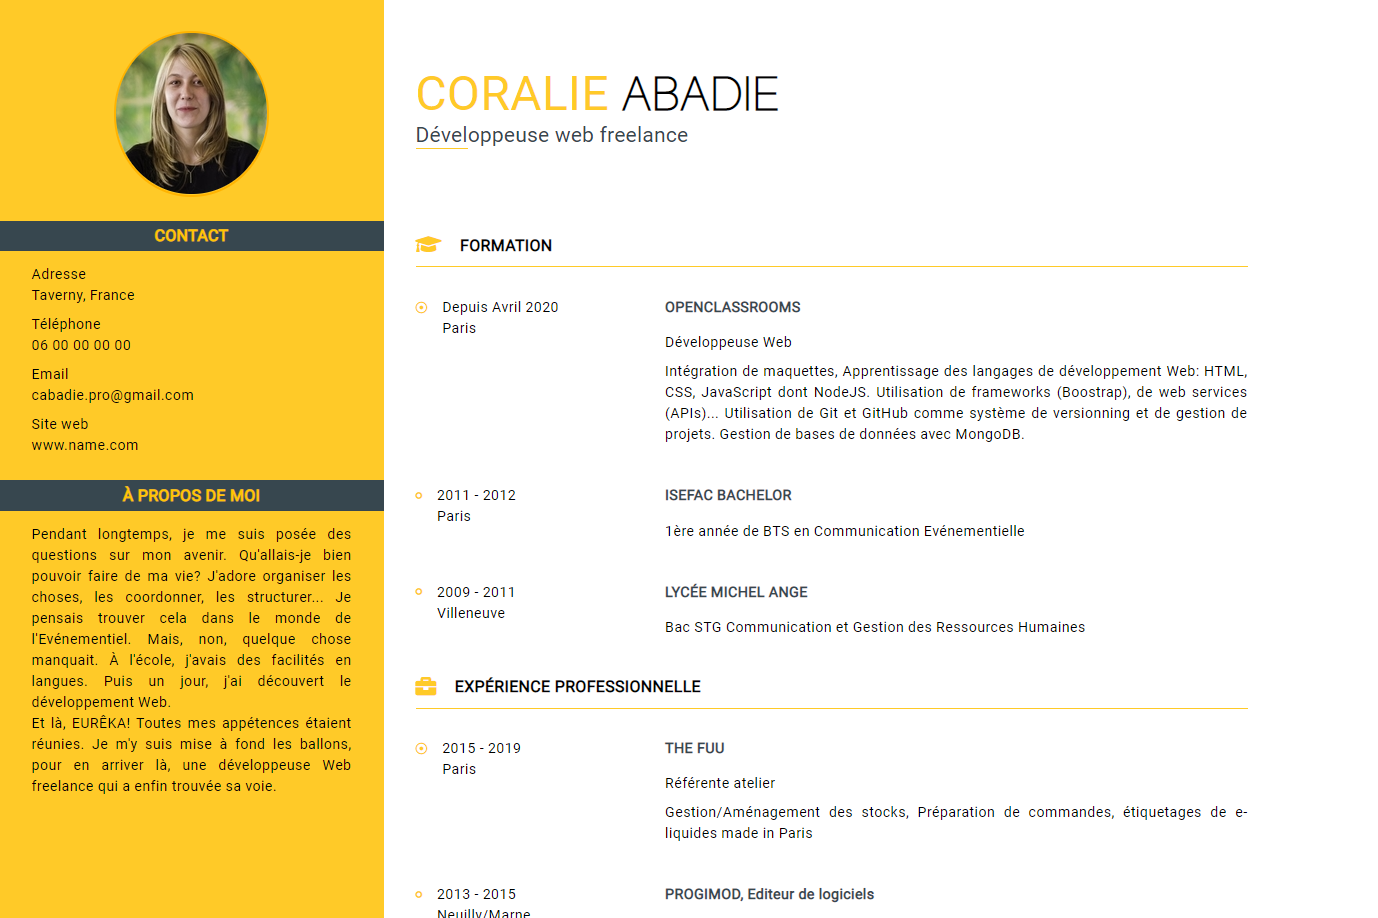 CORALIE ABADIE
Développeuse web freelance
CONTACT
Adresse
Taverny, France
Téléphone
06 00 00 00 00
Email
cabadie.pro@gmail.com
Site web
www.name.com
À PROPOS DE MOI
Pendant longtemps, je me suis posée des
questions sur mon avenir. Qu'allais-je bien
pouvoir faire de ma vie? J'adore organiser les
choses, les coordonner, les structurer... Je
pensais trouver cela dans le monde de
l'Evénementiel. Mais, non, quelque chose
manquait. À l'école, j'avais des facilités en
langues. Puis un jour, j'ai découvert le
développement Web.
Et là, EURÊKA! Toutes mes appétences étaient
réunies. Je m'y suis mise à fond les ballons,
pour en arriver là, une développeuse Web
freelance qui a enfin trouvée sa voie.
FORMATION
Depuis Avril 2020
Paris
OPENCLASSROOMS
Développeuse Web
Intégration de maquettes, Apprentissage des langages de développement Web: HTML,
CSS, JavaScript dont NodeJS. Utilisation de frameworks (Boostrap), de web services
(APIs)... Utilisation de Git et GitHub comme système de versionning et de gestion de
projets. Gestion de bases de données avec MongoDB.
2011 - 2012
Paris
ISEFAC BACHELOR
1ère année de BTS en Communication Evénementielle
2009 - 2011
Villeneuve
LYCÉE MICHEL ANGE
Bac STG Communication et Gestion des Ressources Humaines
EXPÉRIENCE PROFESSIONNELLE
2015 - 2019
Paris
THE FUU
Référente atelier
Gestion/Aménagement des stocks, Préparation de commandes, étiquetages de e-
liquides made in Paris
2013 - 2015
Neuilly/Marne
PROGIMOD, Editeur de logiciels